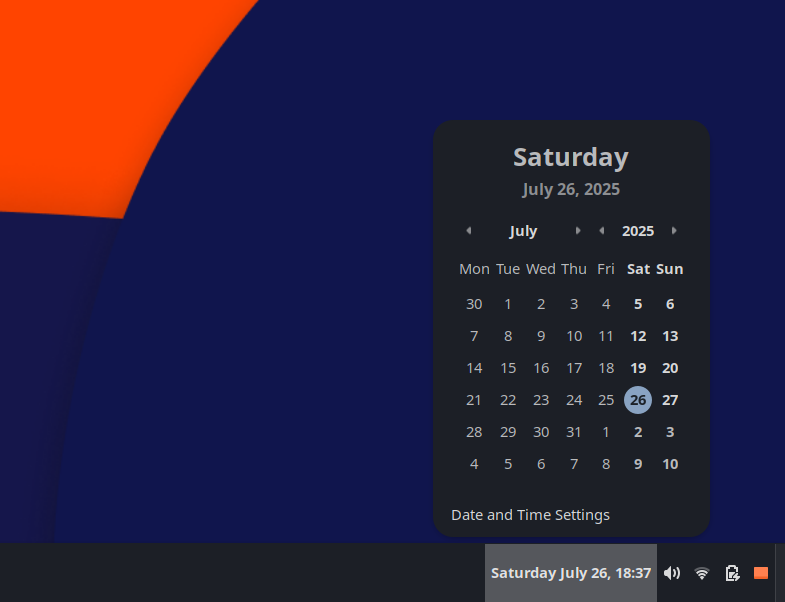 Saturday
July 26, 2025
July 2025
Mon Tue Wed Thu Fri Sat Sun
30 1 2 3 4 5 6
7 8 9 10 11 12 13
14 15 16 17 18 19 20
21 22 23 24 25 26 27
28 29 30 31 1 2 3
4 5 6 7 8 9 10
Date and Time Settings
Saturday July 26, 18:37